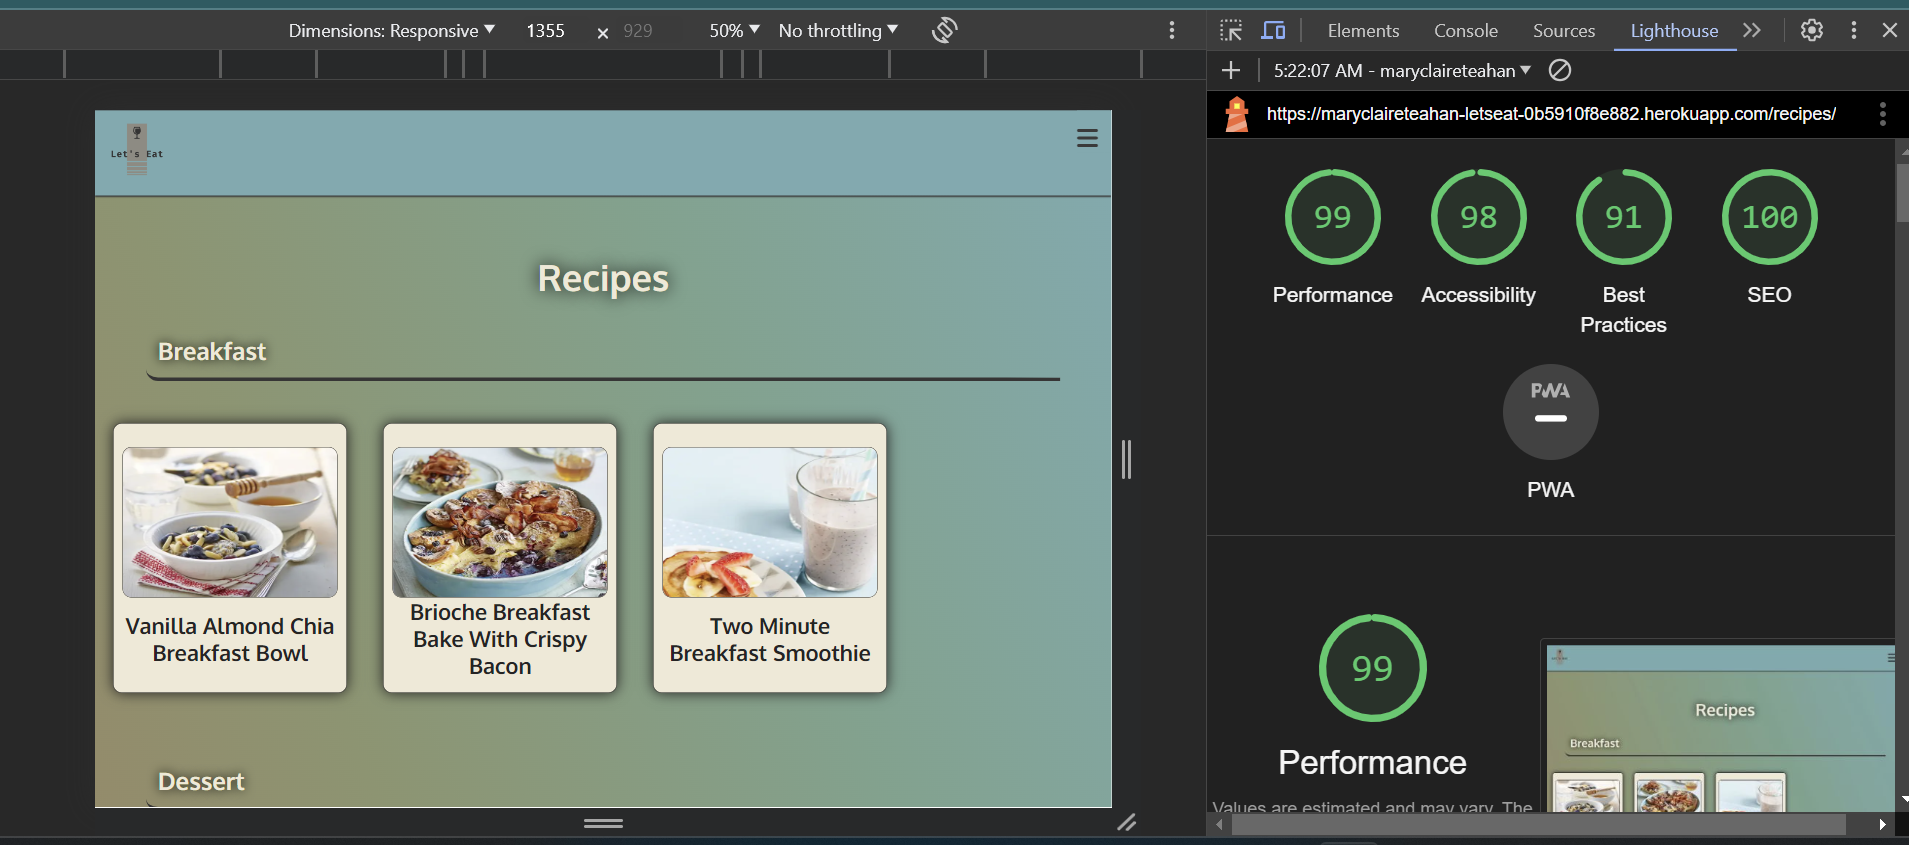 Dimensions: Responsive ▼ 1355 × 929 50% ▼ No throttling ▼
Elements Console Sources Lighthouse
5:22:07 AM - maryclaireteahan ▼
https://maryclaireteahan-letseat-0b5910f8e882.herokuapp.com/recipes/
Let's Eat
Recipes
Breakfast
Vanilla Almond Chia
Breakfast Bowl
Brioche Breakfast
Bake With Crispy
Bacon
Two Minute
Breakfast Smoothie
Dessert
99 98 91 100
Performance Accessibility Best
Practices SEO
PWA
PWA
99
Performance
Values are estimated and may vary. The
Recipes
Breakfast